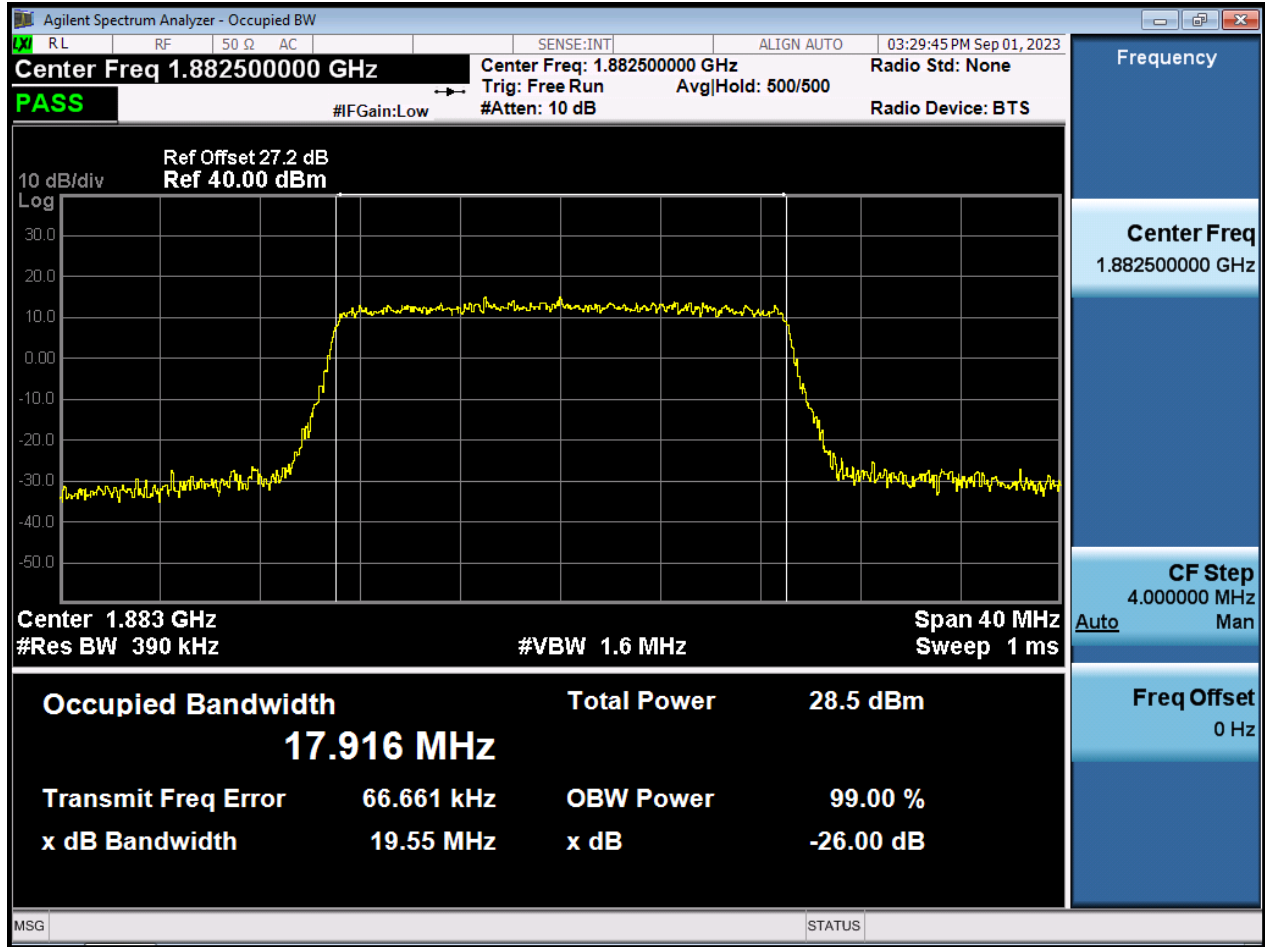 Agilent Spectrum Analyzer - Occupied BW
LXI RL RF 50 Ω AC SENSE:INT ALIGN AUTO 03:29:45 PM Sep 01, 2023
Center Freq 1.882500000 GHz
PASS
#IFGain:Low
Center Freq: 1.882500000 GHz
Trig: Free Run Avg|Hold: 500/500
#Atten: 10 dB
Radio Std: None
Radio Device: BTS
Frequency
Ref Offset 27.2 dB
10 dB/div Ref 40.00 dBm
Log
30.0
20.0
10.0
0.00
-10.0
-20.0
-30.0
-40.0
-50.0
Center 1.883 GHz Span 40 MHz
#Res BW 390 kHz #VBW 1.6 MHz Sweep 1 ms
Center Freq
1.882500000 GHz
CF Step
4.000000 MHz
Auto Man
Freq Offset
0 Hz
Occupied Bandwidth Total Power 28.5 dBm
17.916 MHz
Transmit Freq Error 66.661 kHz OBW Power 99.00 %
x dB Bandwidth 19.55 MHz x dB -26.00 dB
MSG STATUS